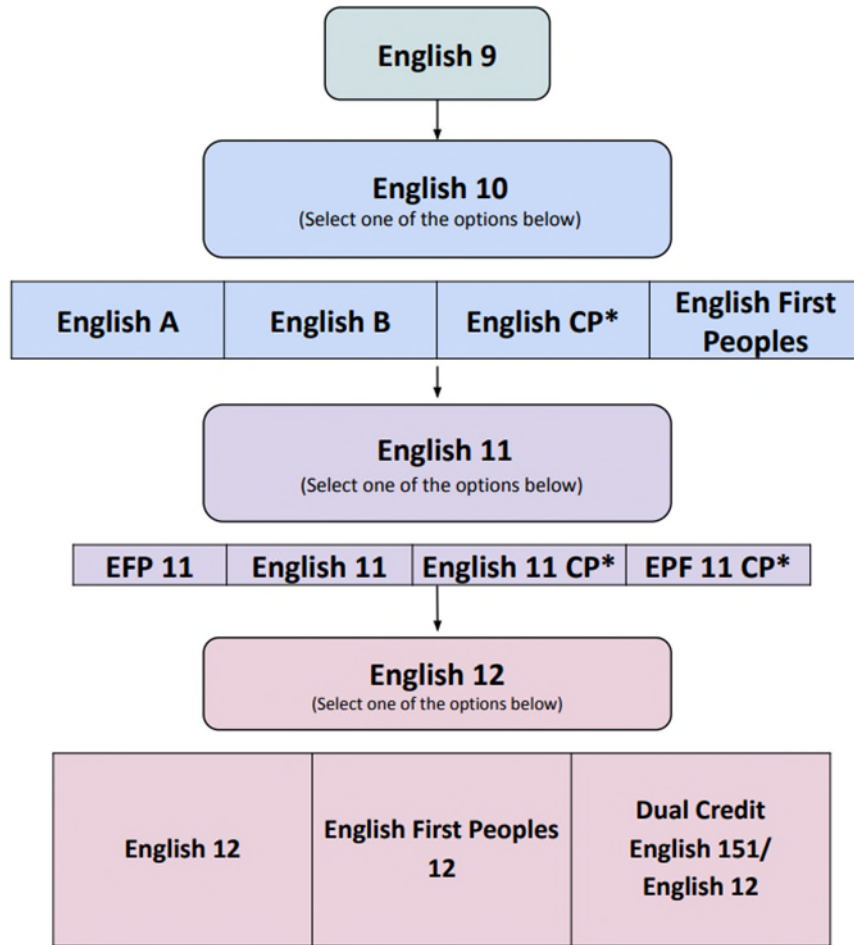 English 9
English 10
(Select one of the options below)
English A
English B
English CP*
English First
Peoples
English 11
(Select one of the options below)
EFP 11
English 11
English 11 CP*
EPF 11 CP*
English 12
(Select one of the options below)
English 12
English First Peoples
12
Dual Credit
English 151/
English 12